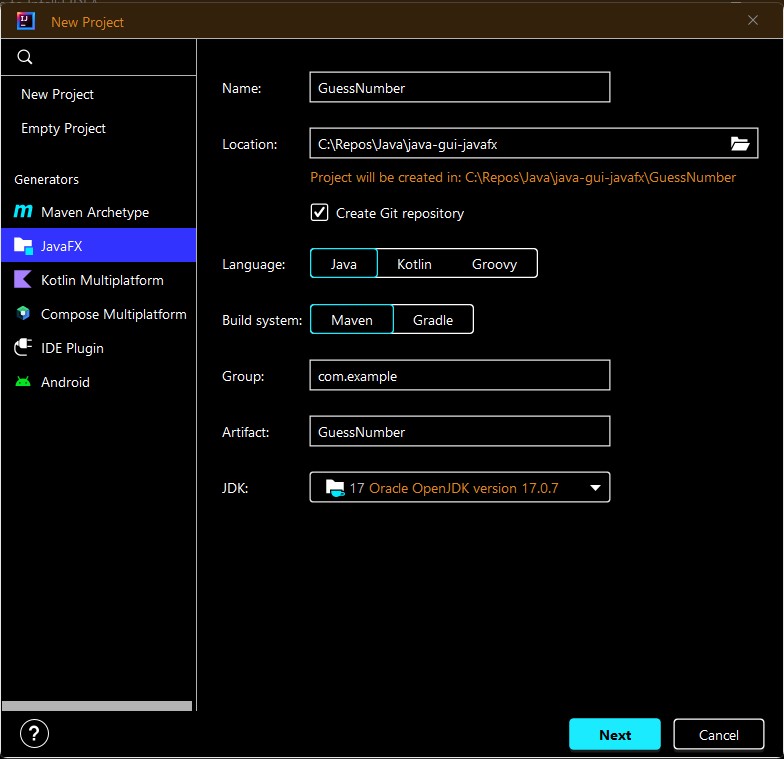 New Project
New Project
Empty Project
Generators
Maven Archetype
JavaFX
Kotlin Multiplatform
Compose Multiplatform
IDE Plugin
Android
Name: GuessNumber
Location: C:\Repos\Java\java-gui-javafx
Project will be created in: C:\Repos\Java\java-gui-javafx\GuessNumber
Create Git repository
Language: Java Kotlin Groovy
Build system: Maven Gradle
Group: com.example
Artifact: GuessNumber
JDK: 17 Oracle OpenJDK version 17.0.7
? Next Cancel